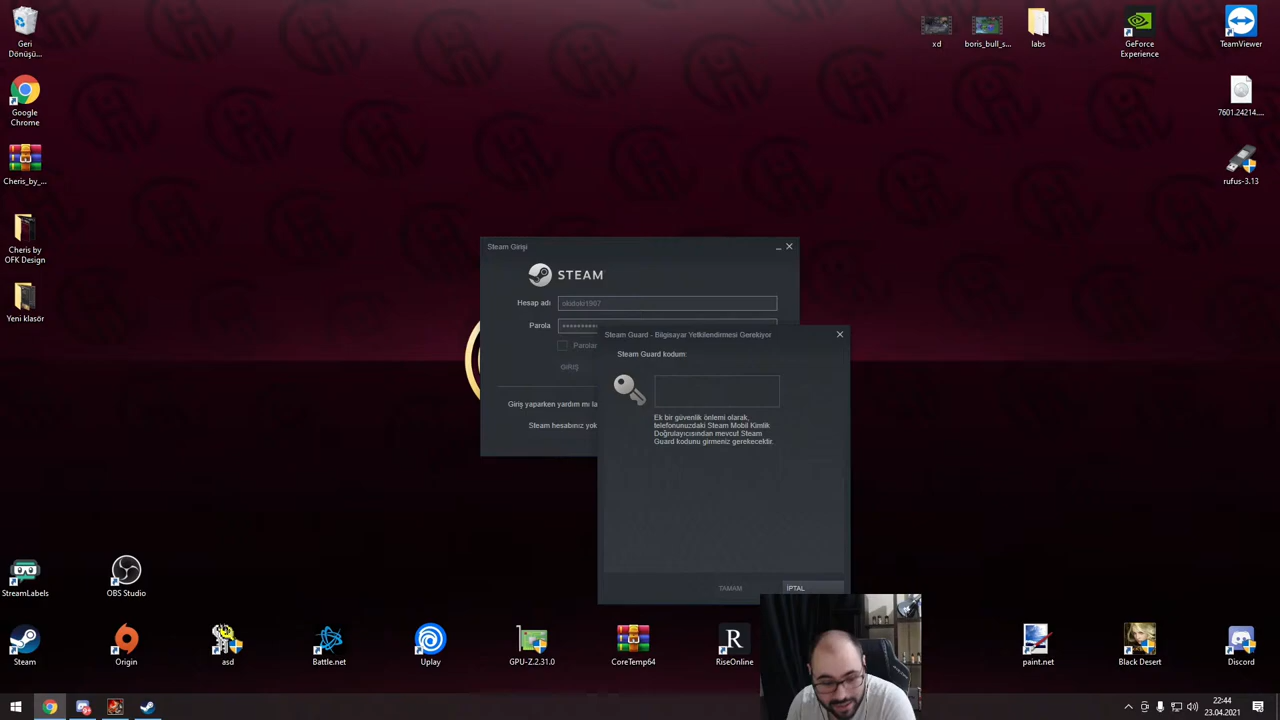 Geri
Dönüşü...
Google
Chrome
Cheris_by_...
Cheris by
OFK Design
Yeni klasör
xd
boris_bull_s...
labs
GeForce
Experience
TeamViewer
7601.24214....
rufus-3.13
Steam Girişi
STEAM
Hesap adı
Parola
**********
Parolar
GİRİŞ
Giriş yaparken yardım mı la
Steam hesabınız yok
Steam Guard - Bilgisayar Yetkilendirmesi Gerekiyor
Steam Guard kodum:
Ek bir güvenlik önlemi olarak,
telefonunuzdaki Steam Mobil Kimlik
Doğrulayıcısından mevcut Steam
Guard kodunu girmeniz gerekecektir.
TAMAM
İPTAL
StreamLabels
OBS Studio
Steam
Origin
asd
Battle.net
Uplay
GPU-Z.2.31.0
CoreTemp64
R
RiseOnline
paint.net
Black Desert
Discord
22:44
23.04.2021